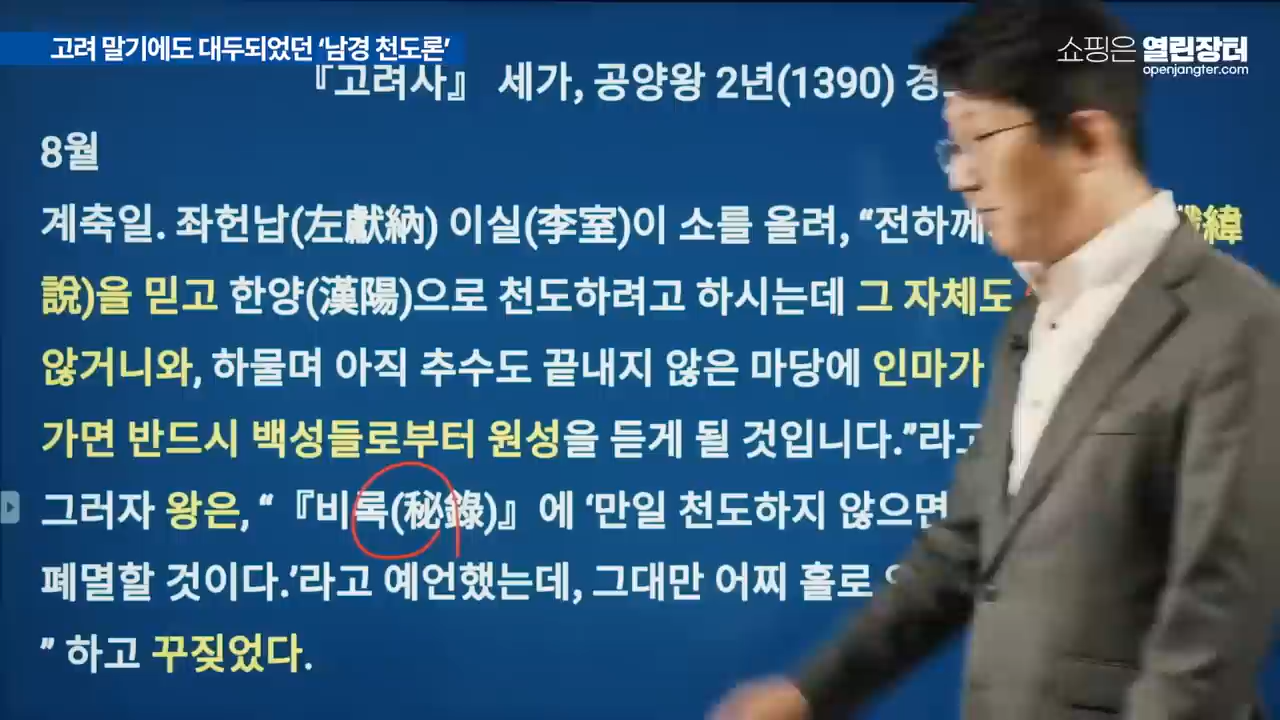 고려 말기에도 대두되었던 ‘남경 천도론’
쇼핑은 열린장터
openjangter.com
『고려사』 세가, 공양왕 2년(1390)
8월
계축일. 좌헌납(左獻納) 이실(李室)이 소를 올려, “전하께
緯
說)을 믿고 한양(漢陽)으로 천도하려고 하시는데 그 자체도
않거니와, 하물며 아직 추수도 끝내지 않은 마당에 인마가
가면 반드시 백성들로부터 원성을 듣게 될 것입니다.”라고
그러자 왕은, “『비록(秘錄)』에 ‘만일 천도하지 않으면
폐멸할 것이다.’라고 예언했는데, 그대만 어찌 홀로
” 하고 꾸짖었다.